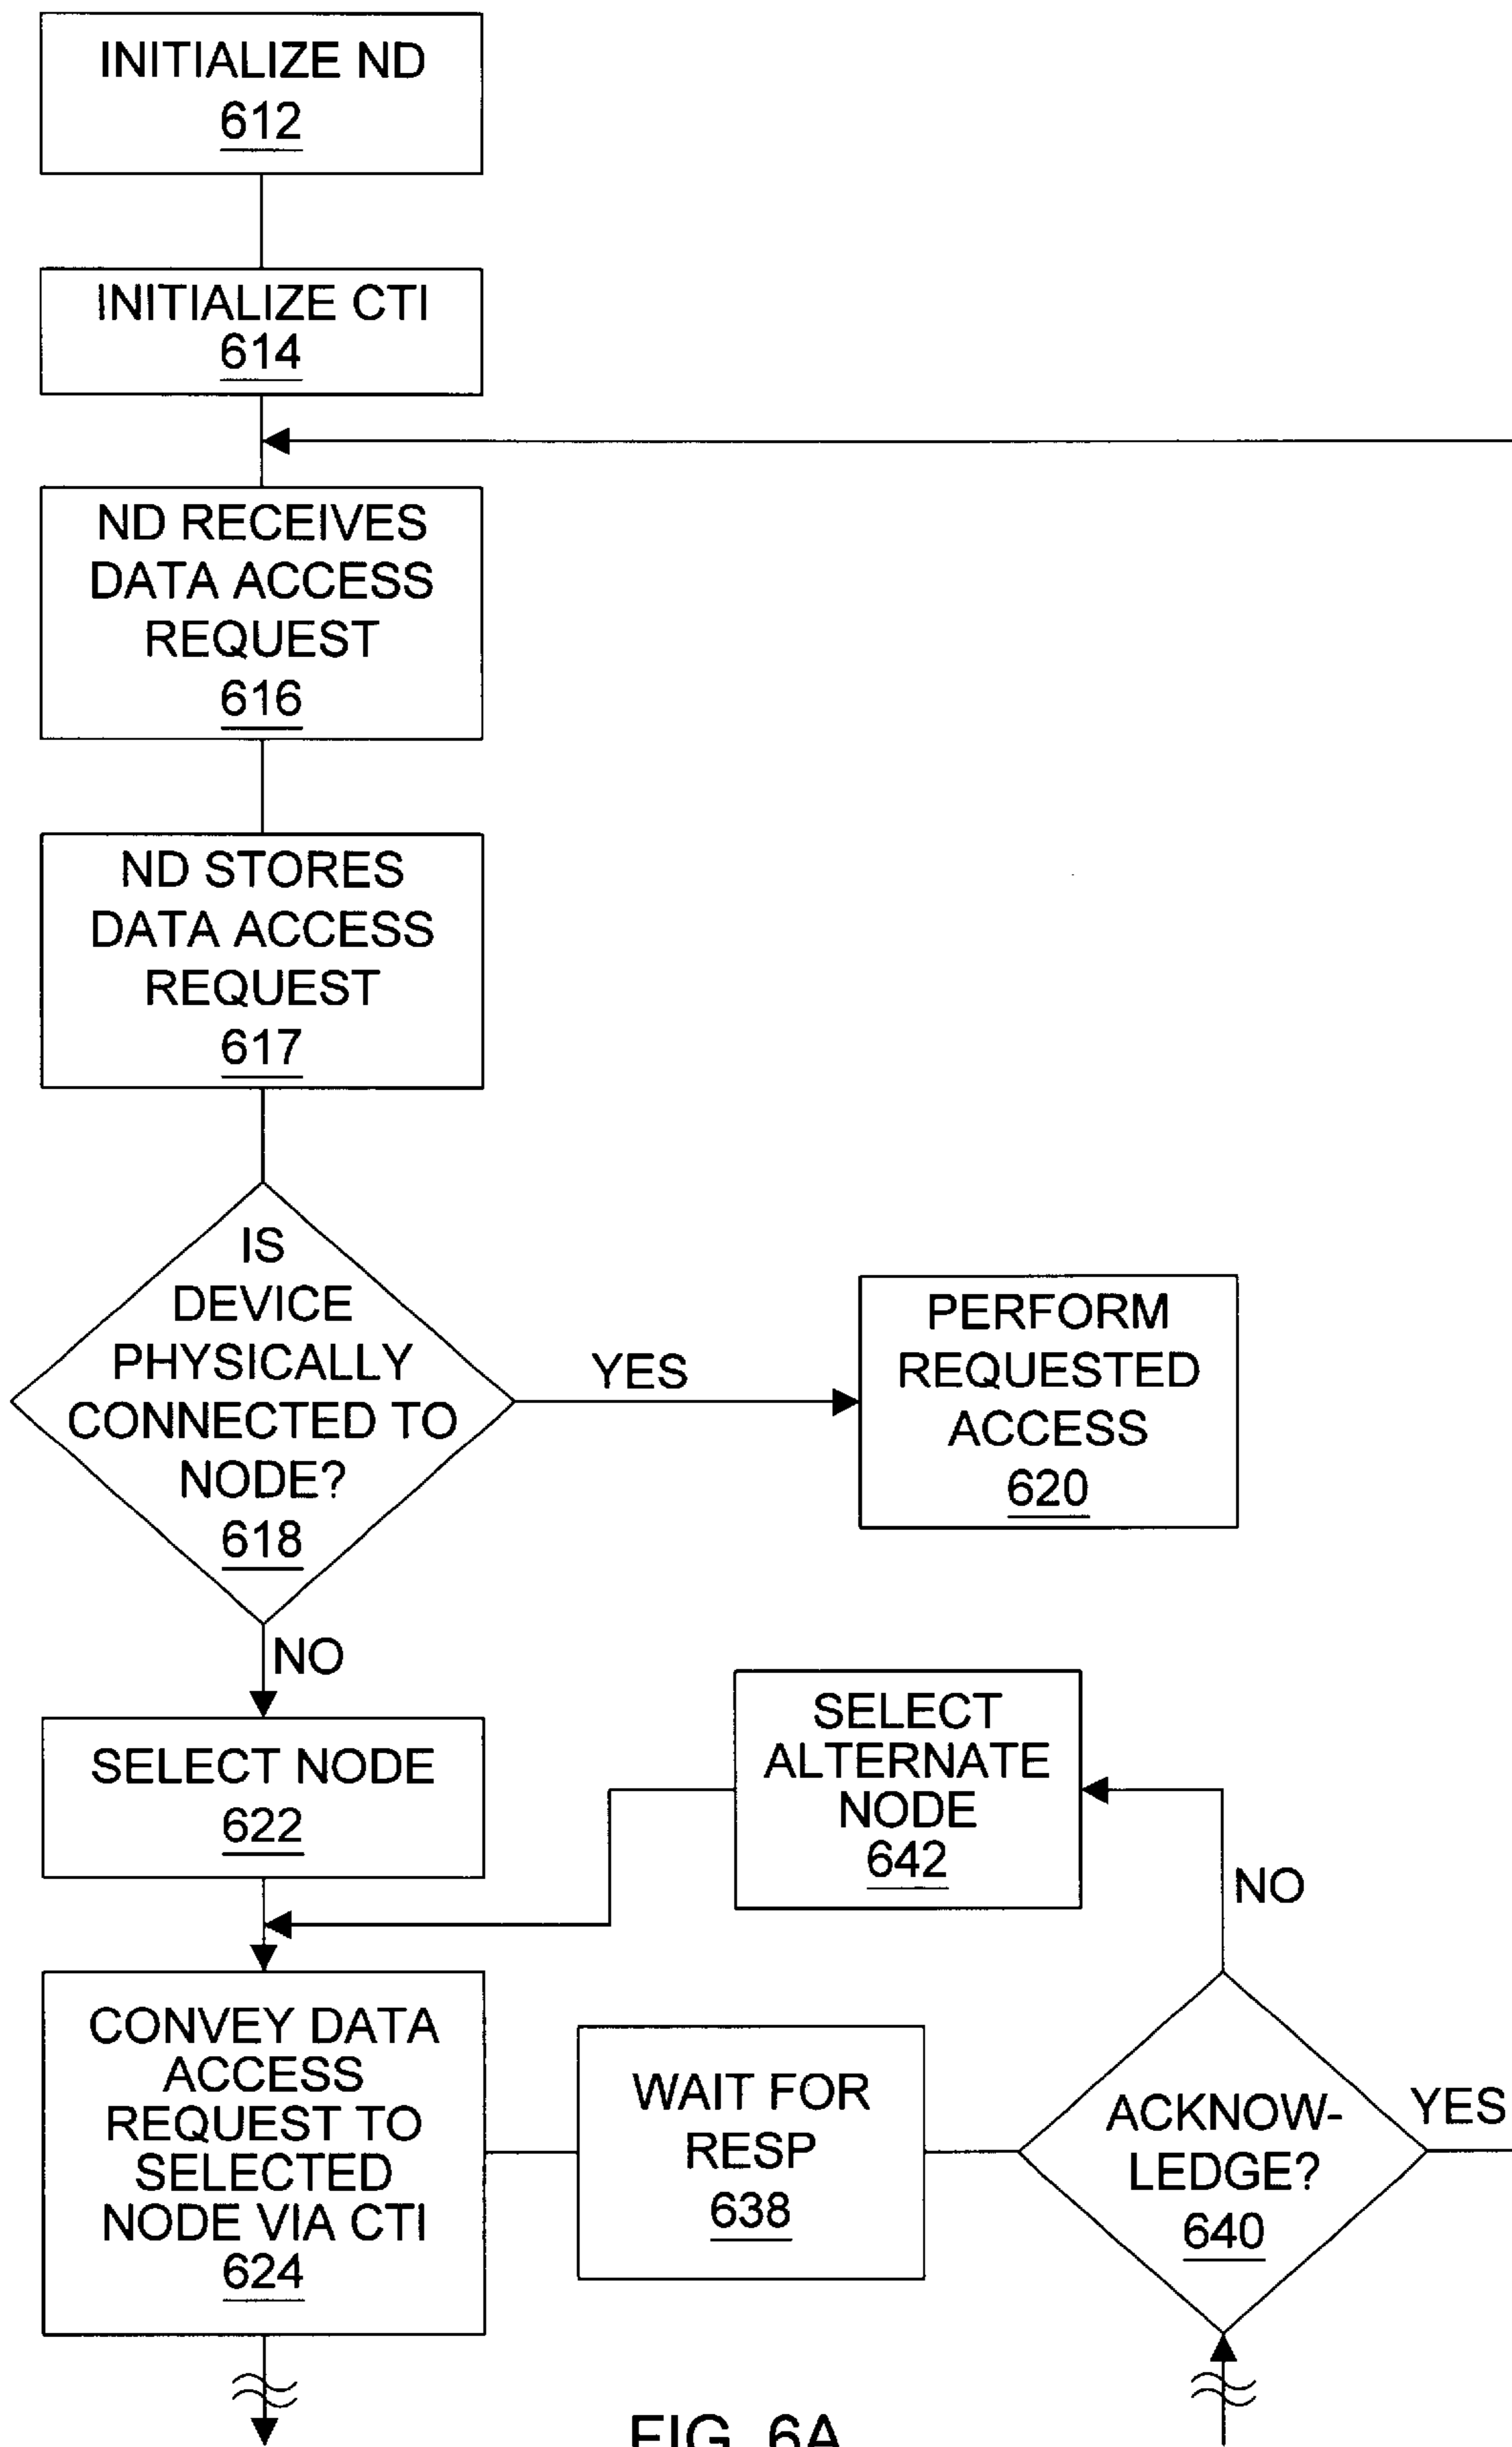 INITIALIZE ND
612
INITIALIZE CTI
614
ND RECEIVES
DATA ACCESS
REQUEST
616
ND STORES
DATA ACCESS
REQUEST
617
IS
DEVICE
PHYSICALLY
CONNECTED TO
NODE?
618
YES
PERFORM
REQUESTED
ACCESS
620
NO
SELECT NODE
622
SELECT
ALTERNATE
NODE
642
NO
CONVEY DATA
ACCESS
REQUEST TO
SELECTED
NODE VIA CTI
624
WAIT FOR
RESP
638
ACKNOW-
LEDGE?
640
YES
FIG. 6A